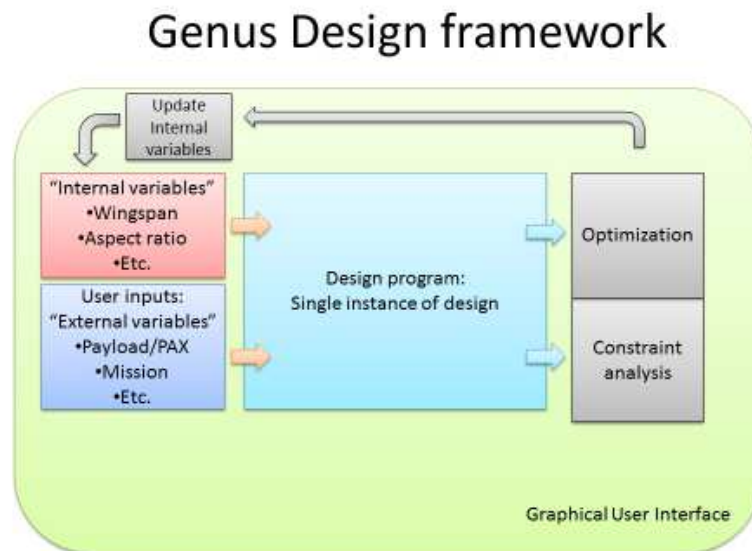 Genus Design framework
Update
Internal
variables
“Internal variables”
•Wingspan
•Aspect ratio
•Etc.
User inputs:
“External variables”
•Payload/PAX
•Mission
•Etc.
Design program:
Single instance of design
Optimization
Constraint
analysis
Graphical User Interface